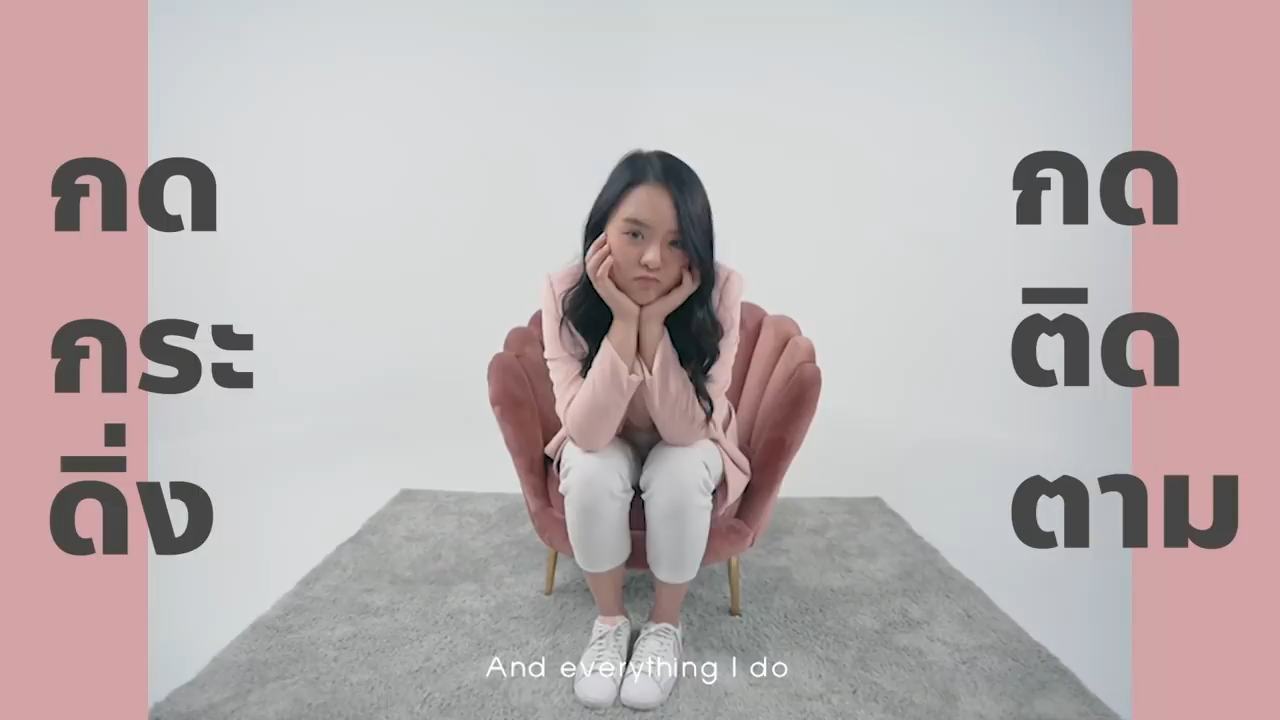 กด
กระ
ดิ่ง
กด
ติด
ตาม
And everything I do